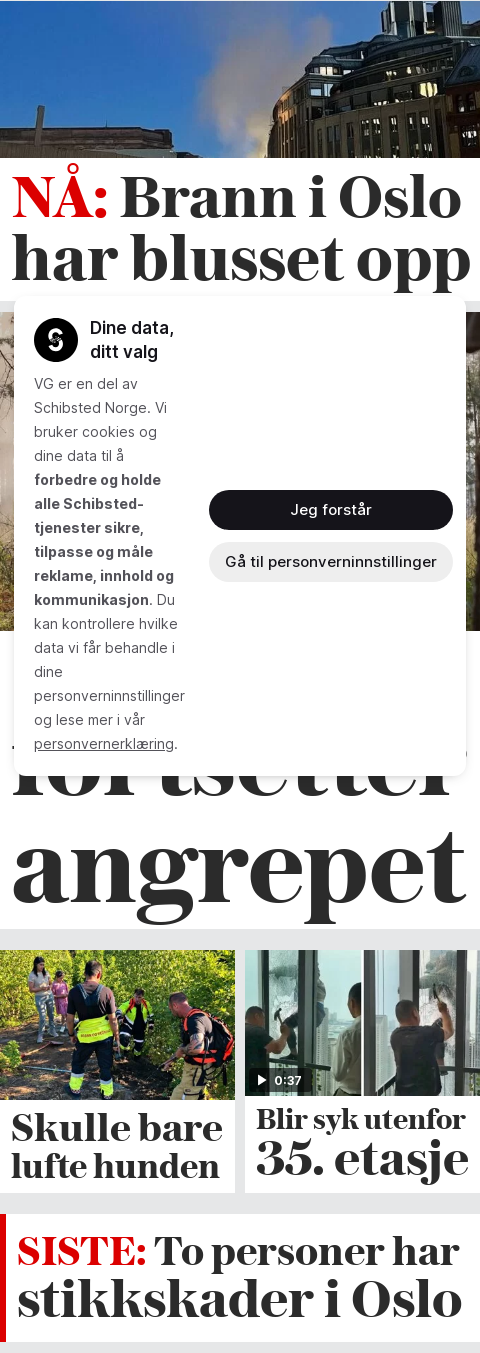 NÅ: Brann i Oslo
har blusset opp
Dine data,
ditt valg
VG er en del av
Schibsted Norge. Vi
bruker cookies og
dine data til å
forbedre og holde
alle Schibsted-
tjenester sikre,
tilpasse og måle
reklame, innhold og
kommunikasjon. Du
kan kontrollere hvilke
data vi får behandle i
dine
personverninnstillinger
og lese mer i vår
personvernerklæring.
Jeg forstår
Gå til personverninnstillinger
fortsetter
angrepet
0:37
Skulle bare
lufte hunden
Blir syk utenfor
35. etasje
SISTE: To personer har
stikkskader i Oslo